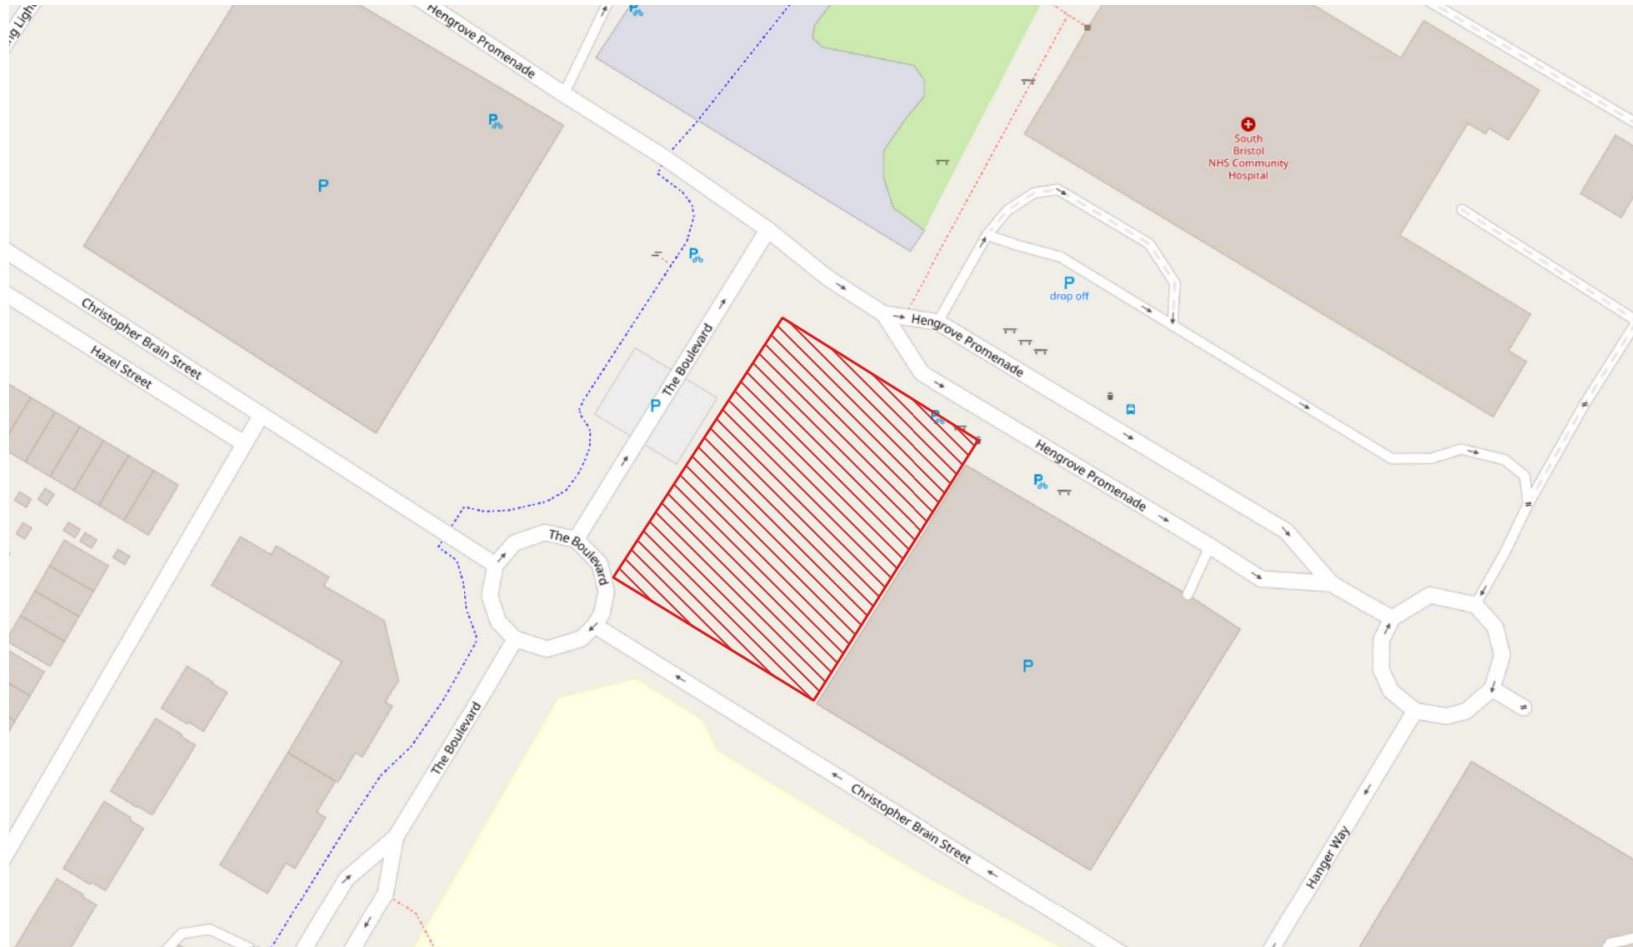 Hengrove Promenade
P
P
South
Bristol
NHS Community
Hospital
P
P
P
drop off
Hengrove Promenade
Christopher Brain Street
Hazel Street
The Boulevard
P
P
Hengrove Promenade
P
The Boulevard
P
The Boulevard
Christopher Brain Street
Hanger Way